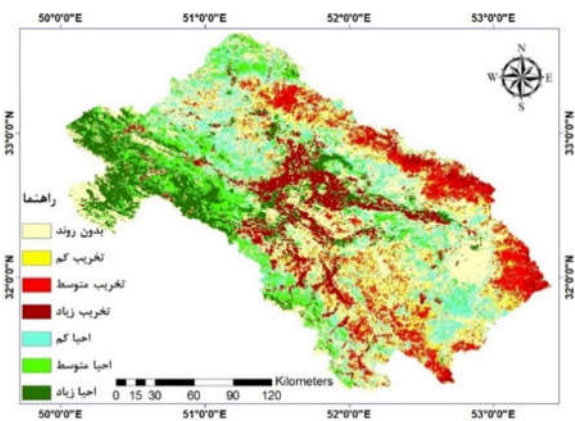 50°0'0"E 51°0'0"E 52°0'0"E 53°0'0"E
N
W E
S
33°0'0"N 33°0'0"N
32°0'0"N 32°0'0"N
راهنما
بدون روند
تخریب کم
تخریب متوسط
تخریب زیاد
احیا کم
احیا متوسط
احیا زیاد
Kilometers
0 15 30 60 90 120
50°0'0"E 51°0'0"E 52°0'0"E 53°0'0"E